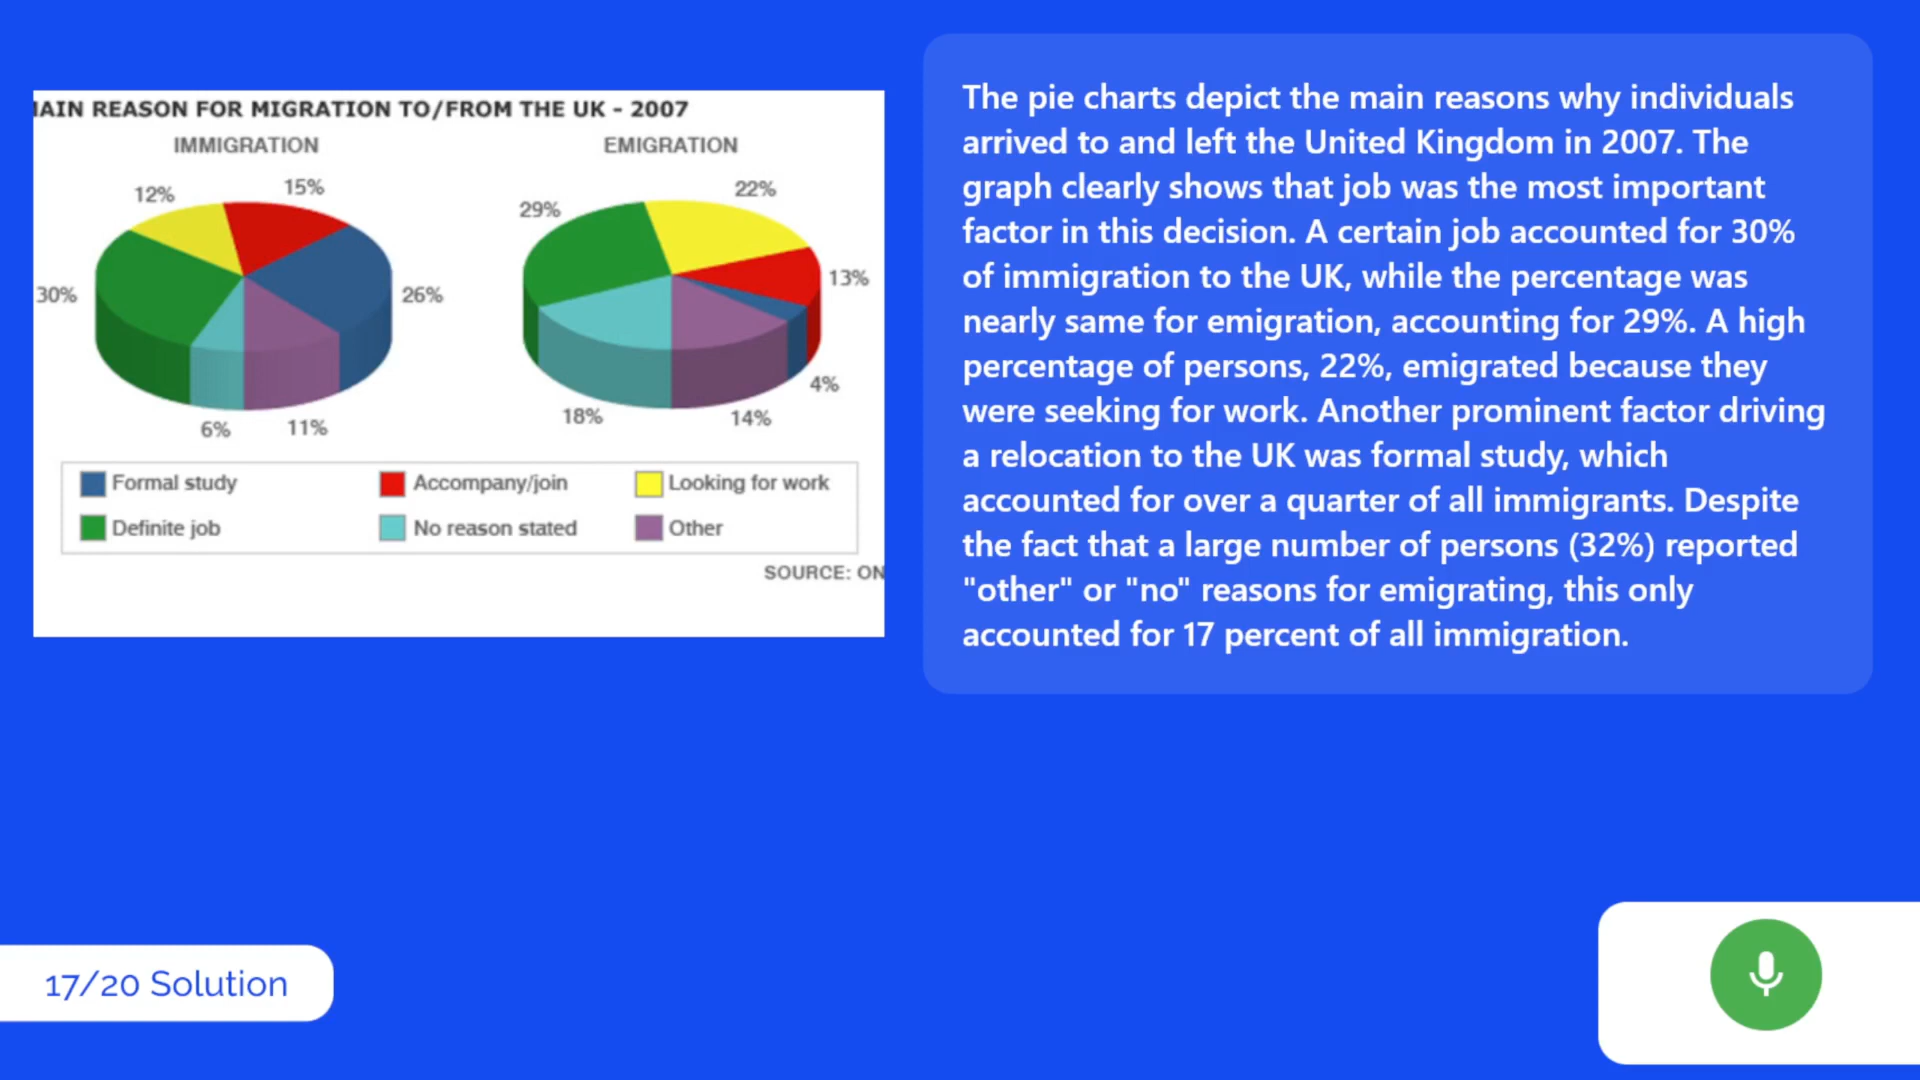 MAIN REASON FOR MIGRATION TO/FROM THE UK - 2007
IMMIGRATION
EMIGRATION
12%
15%
30%
26%
6%
11%
29%
22%
13%
4%
18%
14%
Formal study
Accompany/join
Looking for work
Definite job
No reason stated
Other
SOURCE: ON
The pie charts depict the main reasons why individuals
arrived to and left the United Kingdom in 2007. The
graph clearly shows that job was the most important
factor in this decision. A certain job accounted for 30%
of immigration to the UK, while the percentage was
nearly same for emigration, accounting for 29%. A high
percentage of persons, 22%, emigrated because they
were seeking for work. Another prominent factor driving
a relocation to the UK was formal study, which
accounted for over a quarter of all immigrants. Despite
the fact that a large number of persons (32%) reported
"other" or "no" reasons for emigrating, this only
accounted for 17 percent of all immigration.
17/20 Solution